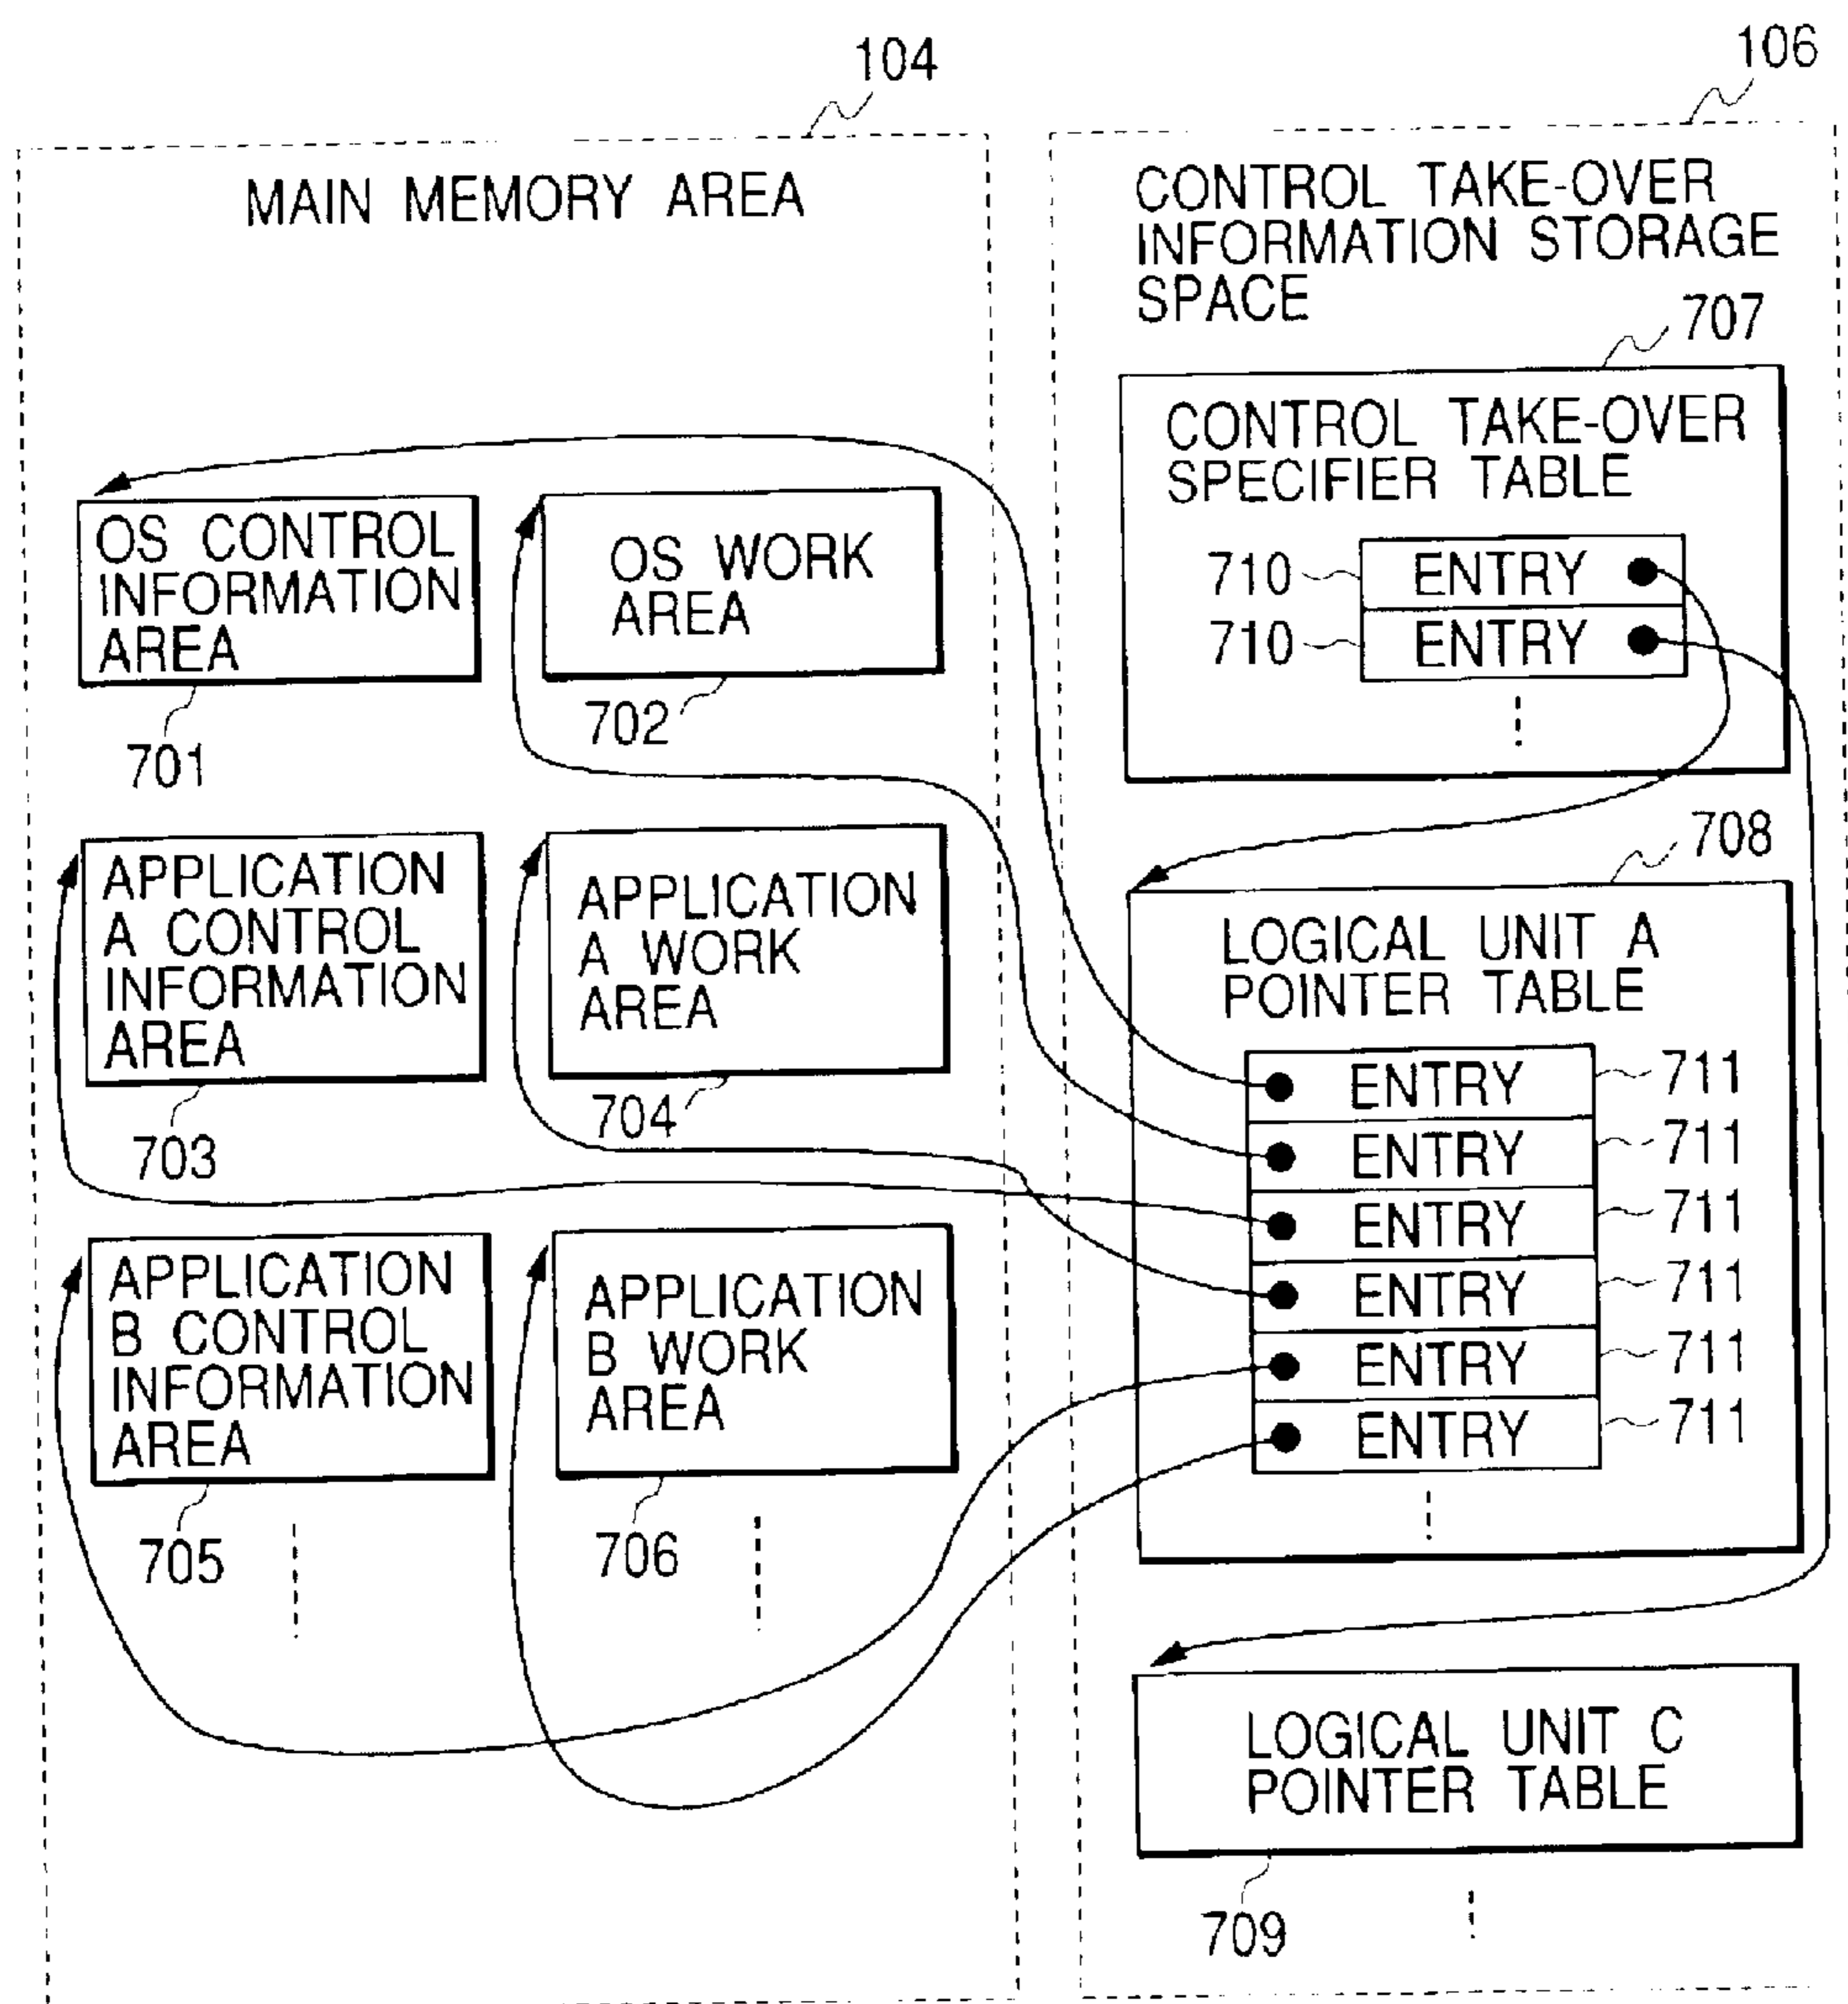 104
106
MAIN MEMORY AREA
CONTROL TAKE-OVER
INFORMATION STORAGE
SPACE
707
CONTROL TAKE-OVER
SPECIFIER TABLE
710 ENTRY
710 ENTRY
OS CONTROL
INFORMATION
AREA
701
OS WORK
AREA
702
APPLICATION
A CONTROL
INFORMATION
AREA
703
APPLICATION
A WORK
AREA
704
APPLICATION
B CONTROL
INFORMATION
AREA
705
APPLICATION
B WORK
AREA
706
708
LOGICAL UNIT A
POINTER TABLE
ENTRY 711
ENTRY 711
ENTRY 711
ENTRY 711
ENTRY 711
ENTRY 711
LOGICAL UNIT C
POINTER TABLE
709